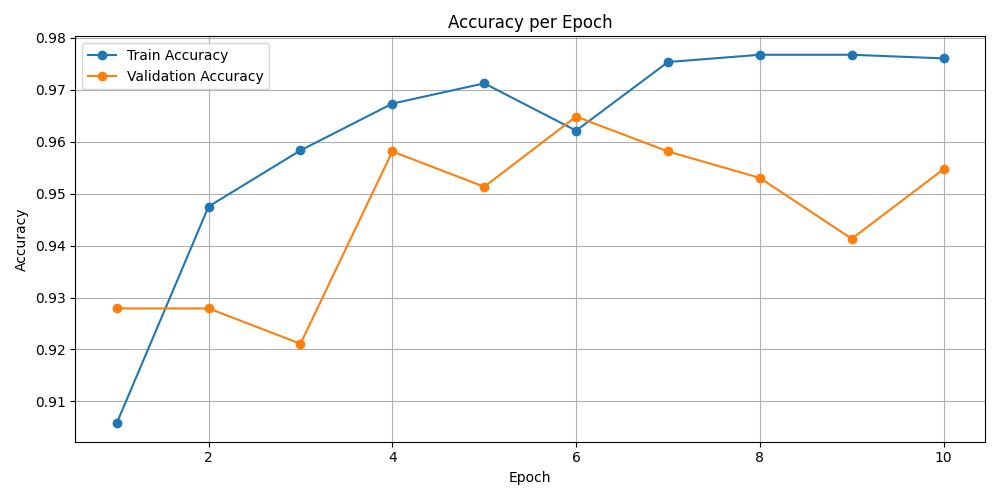 Accuracy per Epoch
Train Accuracy
Validation Accuracy
0.98
0.97
0.96
0.95
0.94
0.93
0.92
0.91
Accuracy
2 4 6 8 10
Epoch